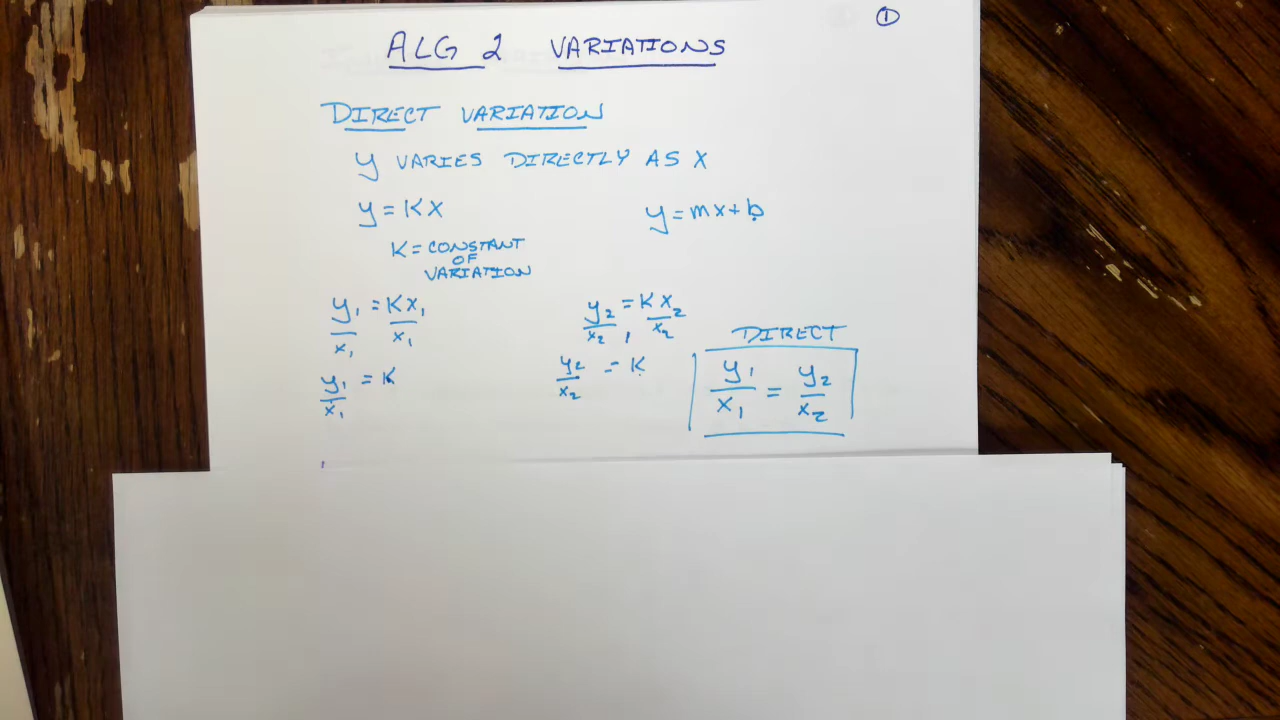 ①
ALG 2 VARIATIONS
DIRECT VARIATION
y VARIES DIRECTLY AS X
y = KX
y = mx + b
K = CONSTANT
OF
VARIATION
y₁ = KX₁
x₁ x₁
y₂ = KX₂
x₂ x₂
y₁ = K
x₁
y₂ = K
x₂
DIRECT
y₁ = y₂
x₁ x₂